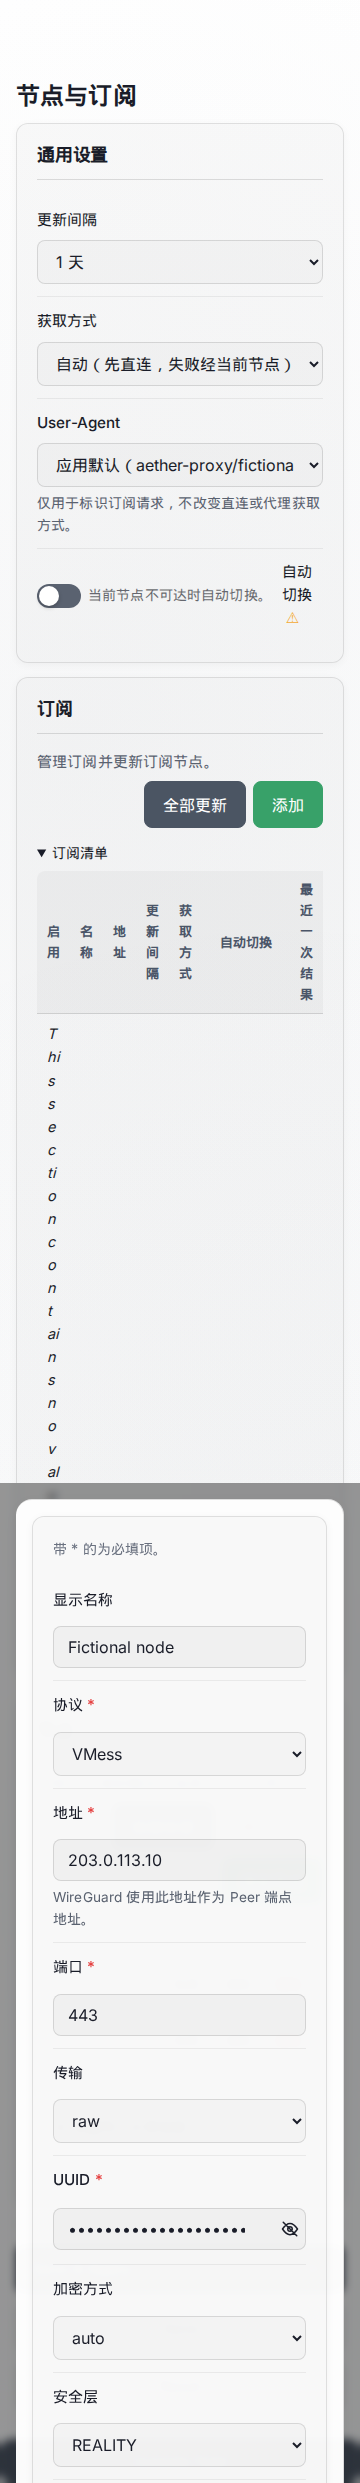 节点与订阅
通用设置
更新间隔
1 天
获取方式
自动（先直连，失败经当前节点）
User-Agent
应用默认（aether-proxy/fictiona
仅用于标识订阅请求，不改变直连或代理获取
方式。
当前节点不可达时自动切换。
自动
切换
⚠
订阅
管理订阅并更新订阅节点。
全部更新 添加
▼ 订阅清单
启用 名称 地址 更新间隔 获取方式 自动切换 最近一次结果
T
hi
s
s
e
c
ti
o
n
c
o
n
t
ai
n
s
n
o
v
al
带 * 的为必填项。
显示名称
Fictional node
协议 *
VMess
地址 *
203.0.113.10
WireGuard 使用此地址作为 Peer 端点
地址。
端口 *
443
传输
raw
UUID *
加密方式
auto
安全层
REALITY